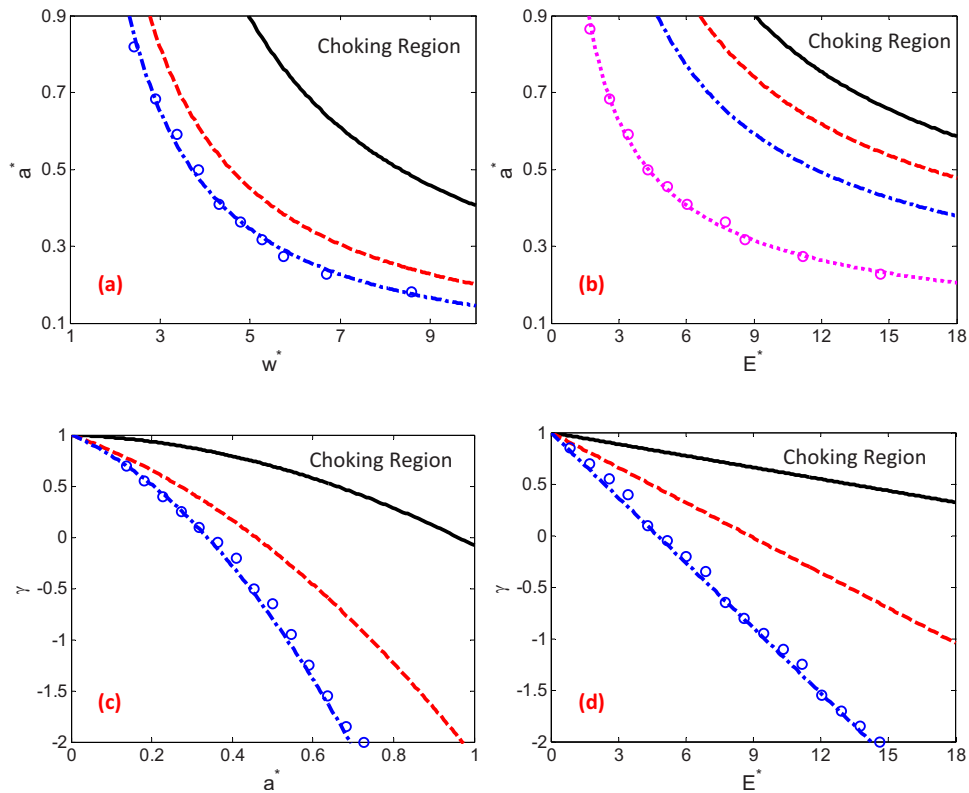 0.9
0.7
0.5
0.3
0.1
a*
Choking Region
(a)
1 3 5 7 9
w*
0.9
0.7
0.5
0.3
0.1
a*
Choking Region
(b)
0 3 6 9 12 15 18
E*
1
0.5
0
-0.5
-1
-1.5
-2
γ
Choking Region
(c)
0 0.2 0.4 0.6 0.8 1
a*
1
0.5
0
-0.5
-1
-1.5
-2
γ
Choking Region
(d)
0 3 6 9 12 15 18
E*